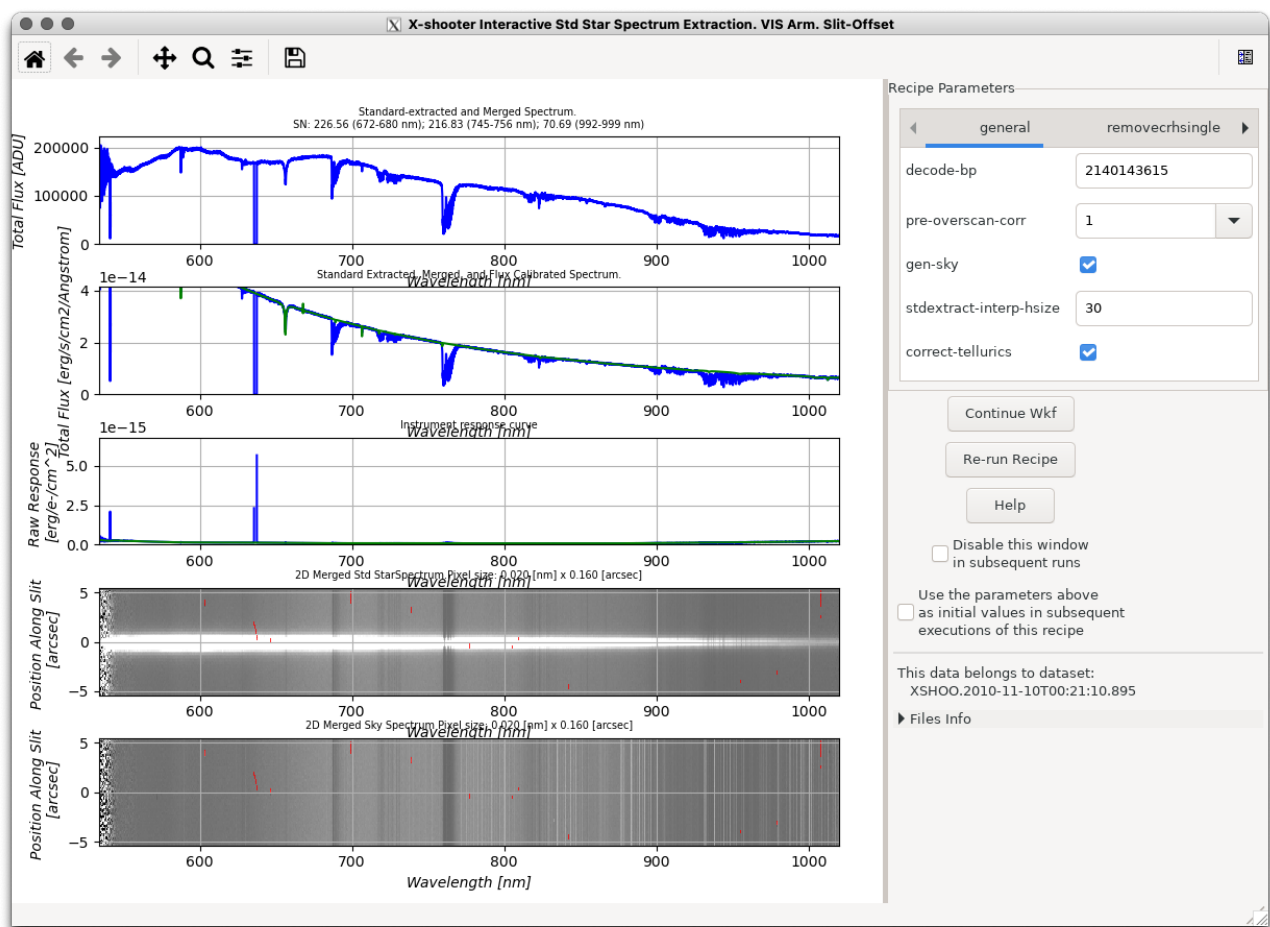 X X-shooter Interactive Std Star Spectrum Extraction. VIS Arm. Slit-Offset
Standard-extracted and Merged Spectrum.
SN: 226.56 (672-680 nm); 216.83 (745-756 nm); 70.69 (992-999 nm)
Total Flux [ADU]
200000
100000
0
600 700 800 900 1000
Wavelength [nm]
Standard Extracted, Merged, and Flux Calibrated Spectrum.
1e−14
Total Flux [erg/s/cm2/Angstrom]
4
2
0
600 700 800 900 1000
Wavelength [nm]
Instrument response curve
1e−15
Raw Response
[erg/e-/cm^2]
5.0
2.5
0.0
600 700 800 900 1000
Wavelength [nm]
2D Merged Std StarSpectrum Pixel size: 0.020 [nm] x 0.160 [arcsec]
Position Along Slit
[arcsec]
5
0
−5
600 700 800 900 1000
Wavelength [nm]
2D Merged Sky Spectrum Pixel size: 0.020 [nm] x 0.160 [arcsec]
Position Along Slit
[arcsec]
5
0
−5
600 700 800 900 1000
Wavelength [nm]
Recipe Parameters
general removecrhsingle
decode-bp 2140143615
pre-overscan-corr 1
gen-sky
stdextract-interp-hsize 30
correct-tellurics
Continue Wkf
Re-run Recipe
Help
Disable this window
in subsequent runs
Use the parameters above
as initial values in subsequent
executions of this recipe
This data belongs to dataset:
XSHOO.2010-11-10T00:21:10.895
Files Info